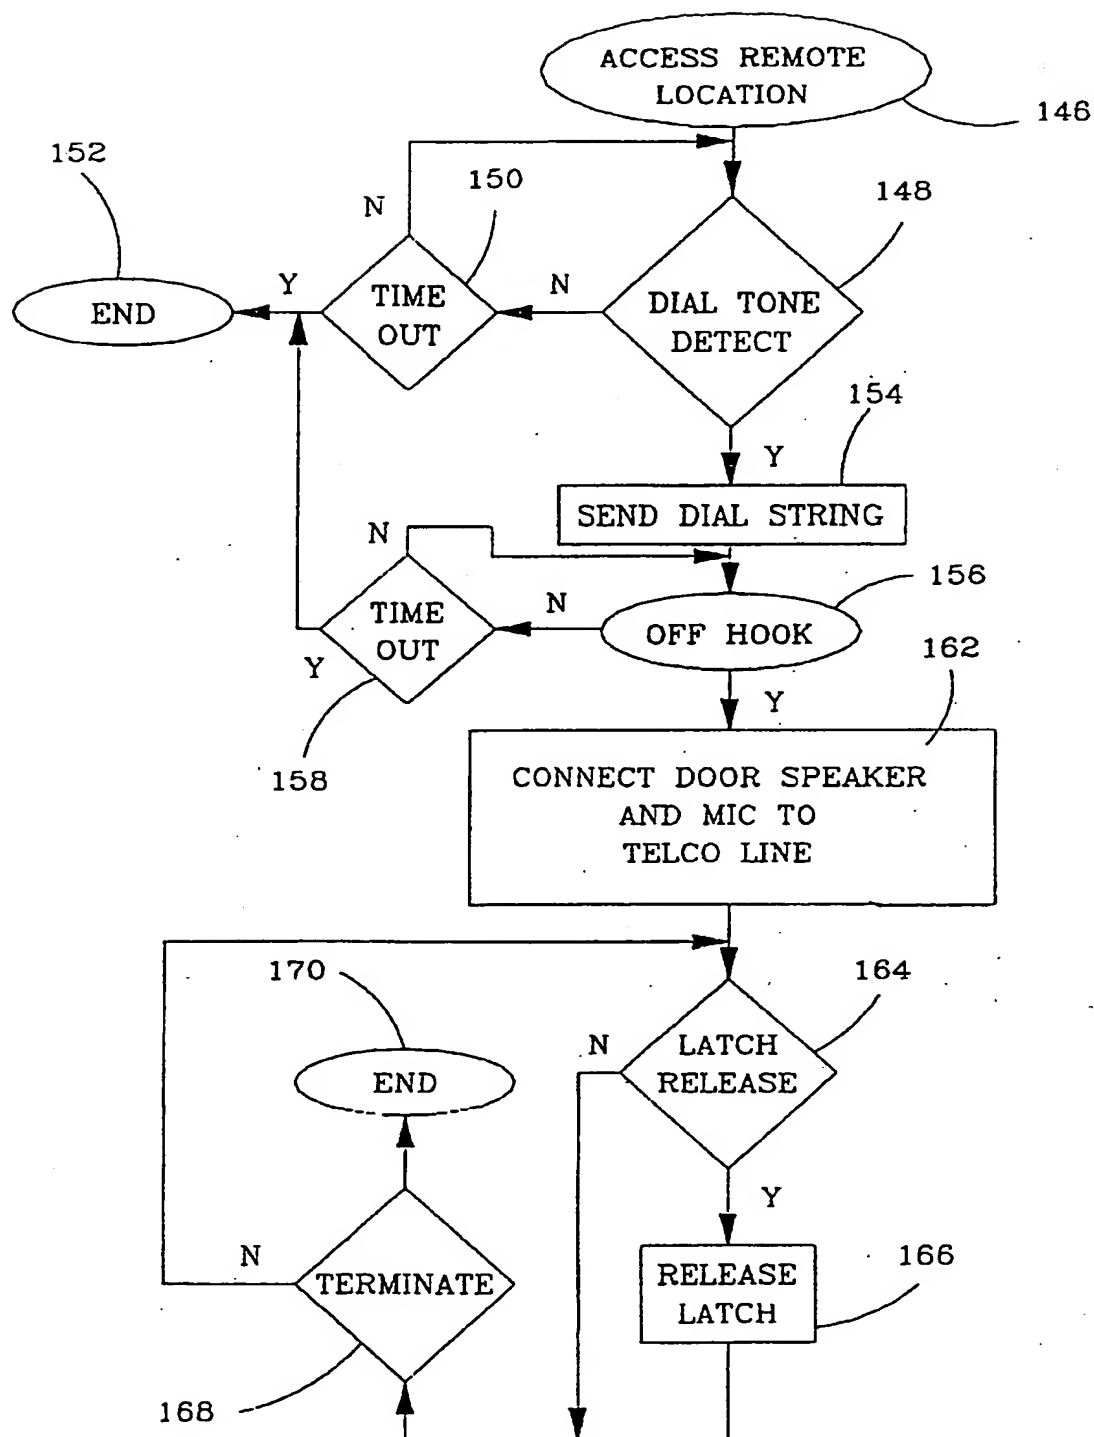 ACCESS REMOTE
LOCATION
146
152
150
148
N
END
Y
TIME
OUT
N
DIAL TONE
DETECT
154
Y
SEND DIAL STRING
N
156
TIME
OUT
N
OFF HOOK
Y
162
Y
158
CONNECT DOOR SPEAKER
AND MIC TO
TELCO LINE
170
164
N
LATCH
RELEASE
END
Y
N
TERMINATE
RELEASE
LATCH
166
168